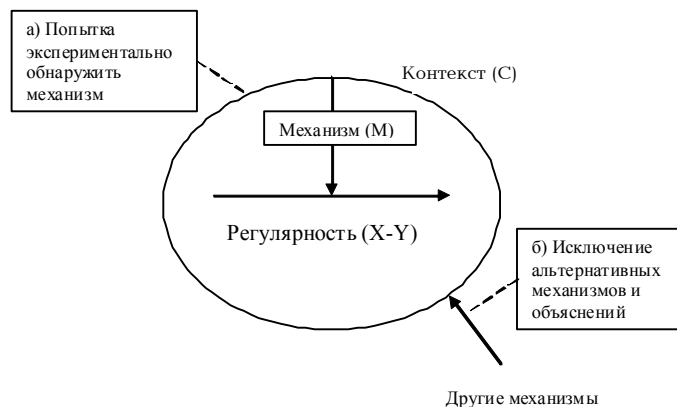 а) Попытка
экспериментально
обнаружить
механизм
Контекст (С)
Механизм (М)
Регулярность (X-Y)
б) Исключение
альтернативных
механизмов и
объяснений
Другие механизмы